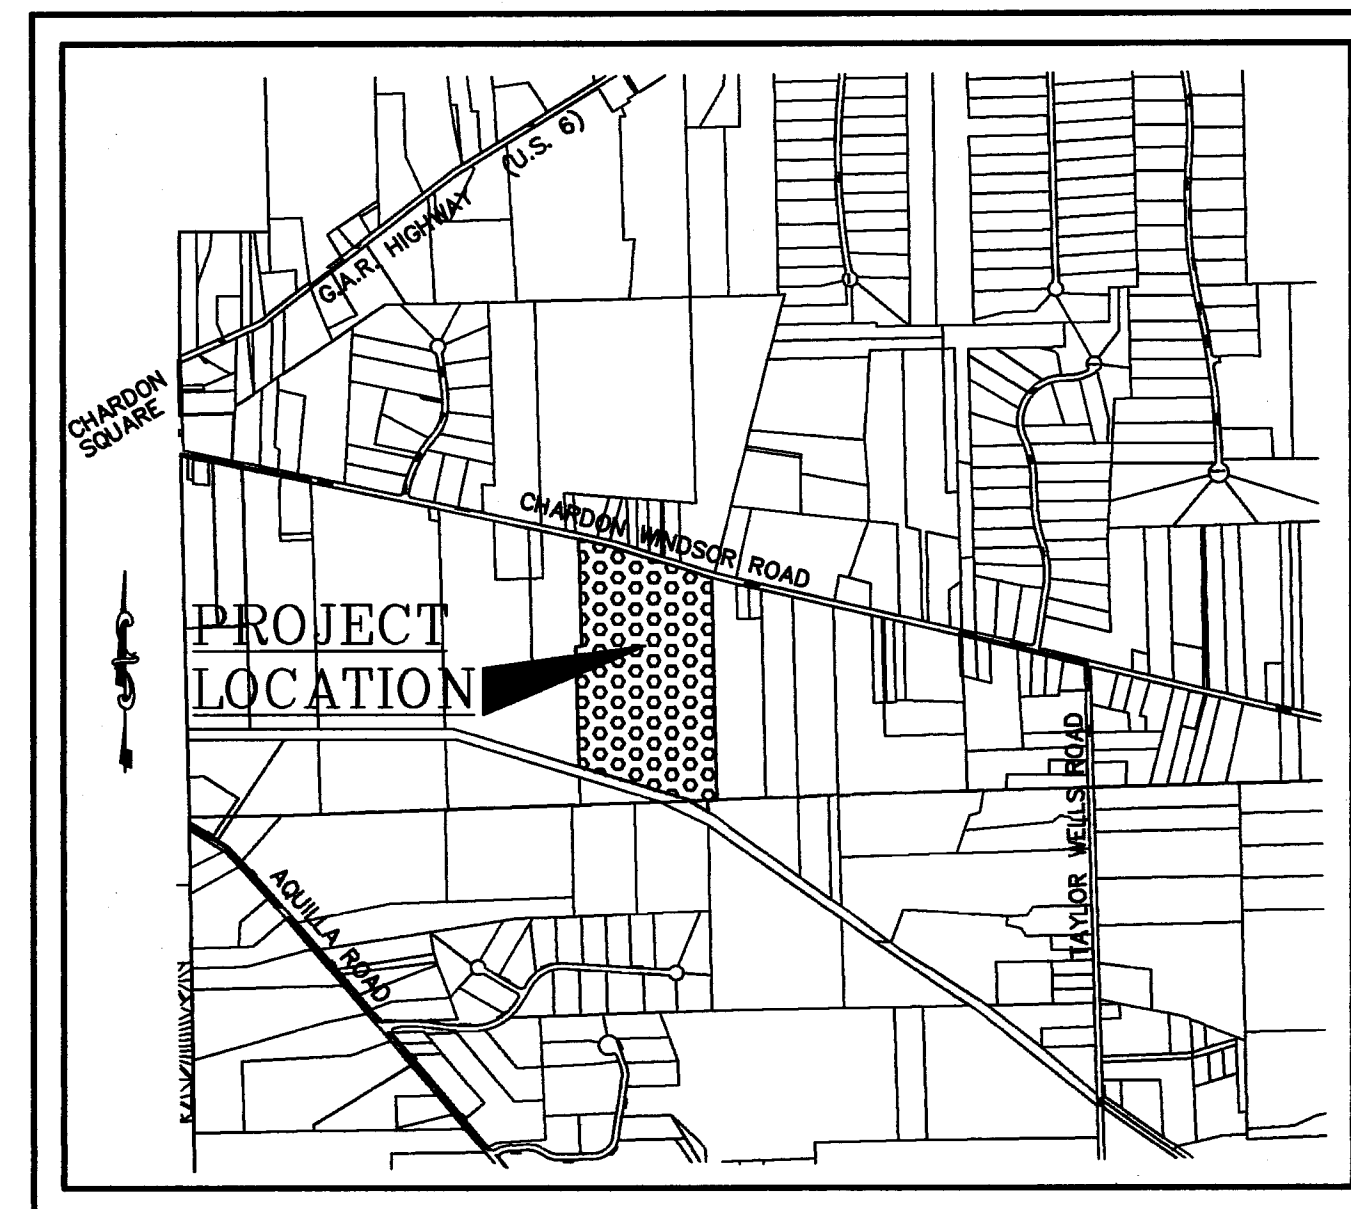 (U.S. 6)
G.A.R. HIGHWAY
CHARDON
SQUARE
CHARDON WINDSOR ROAD
PROJECT
LOCATION
TAYLOR WELLS ROAD
AQUILLA ROAD